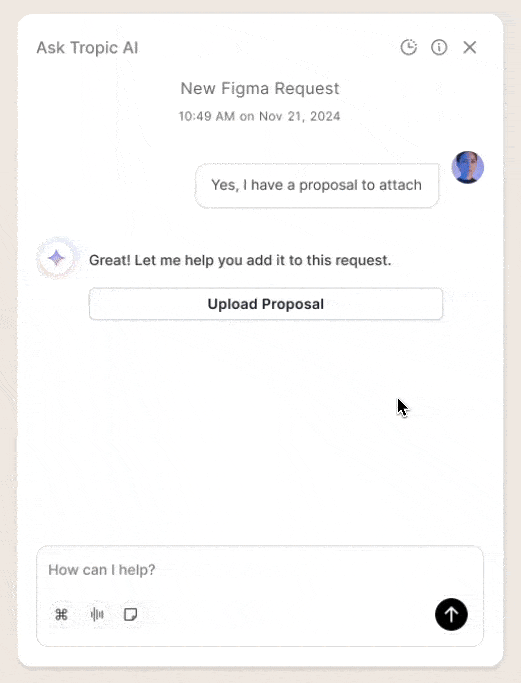 Ask Tropic AI
New Figma Request
10:49 AM on Nov 21, 2024
Yes, I have a proposal to attach
Great! Let me help you add it to this request.
Upload Proposal
How can I help?